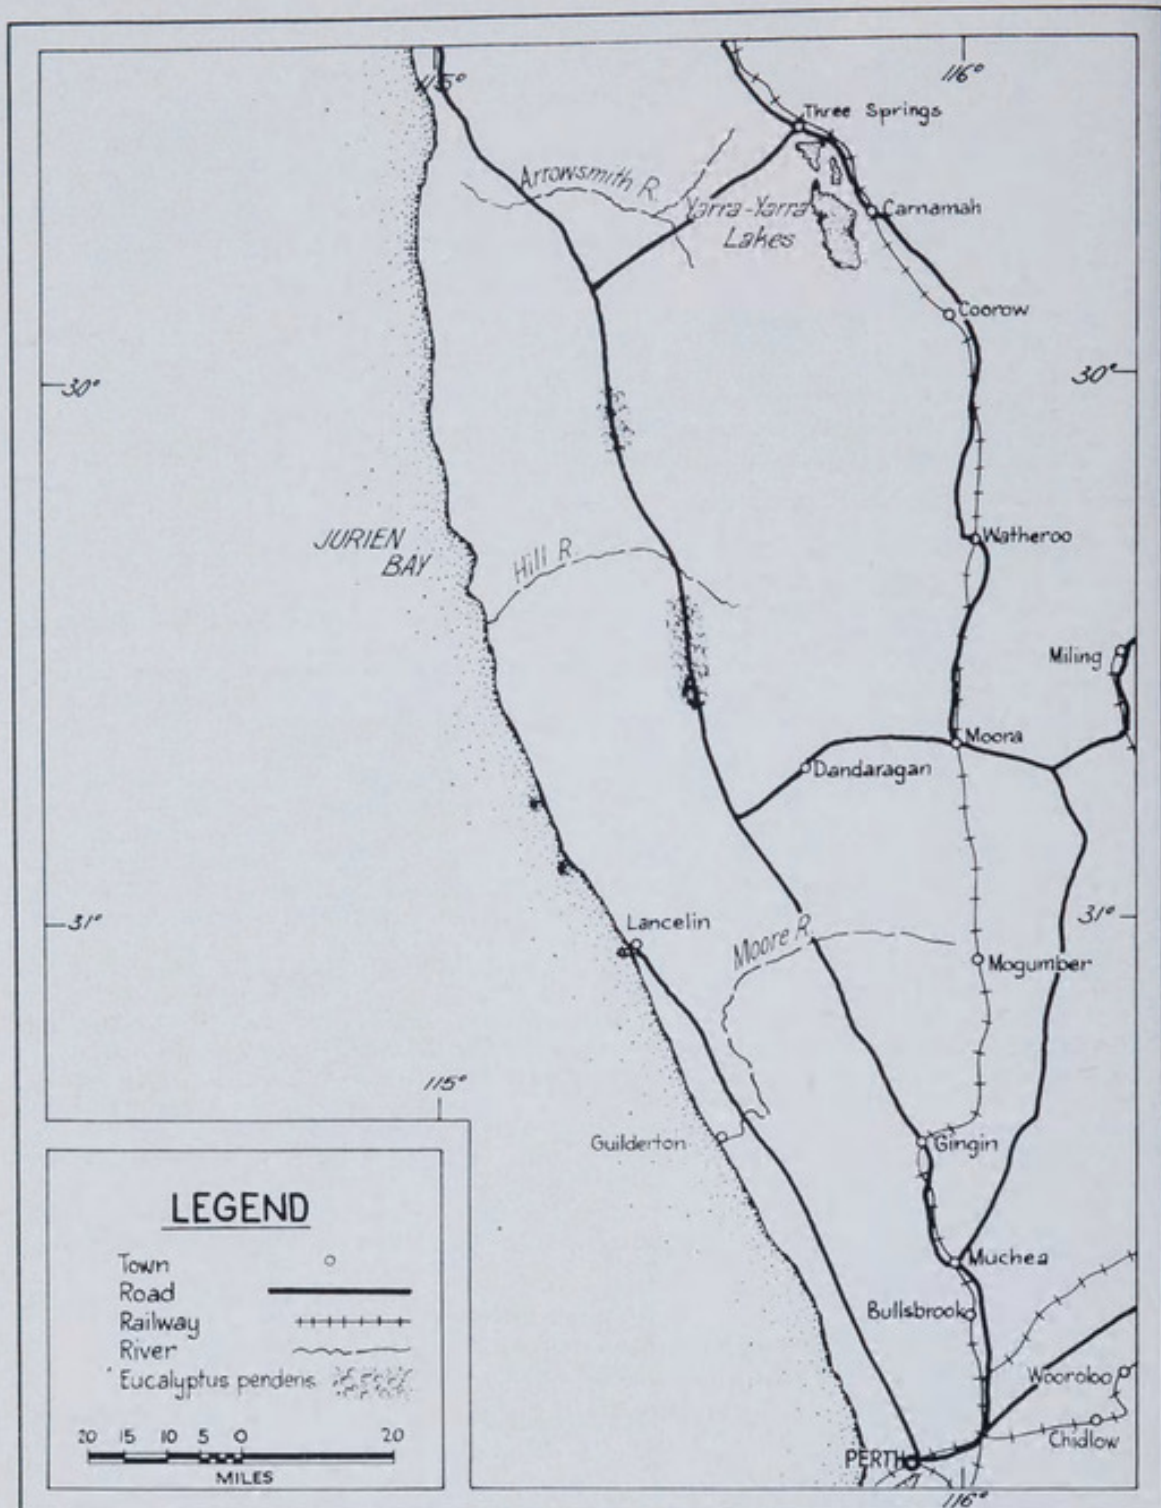 115°
116°
Three Springs
Arrowsmith R.
Yarra-Yarra
Lakes
Carnamah
Coorow
30°
30°
JURIEN
BAY
Hill R.
Watheroo
Miling
A
Moora
Dandaragan
31°
31°
Lancelin
Moore R.
Mogumber
115°
Guilderton
Gingin
LEGEND
Town
Road
Railway
River
Eucalyptus pendens
20 15 10 5 0 20
MILES
Muchea
Bullsbrook
Wooroloo
Chidlow
PERTH
116°